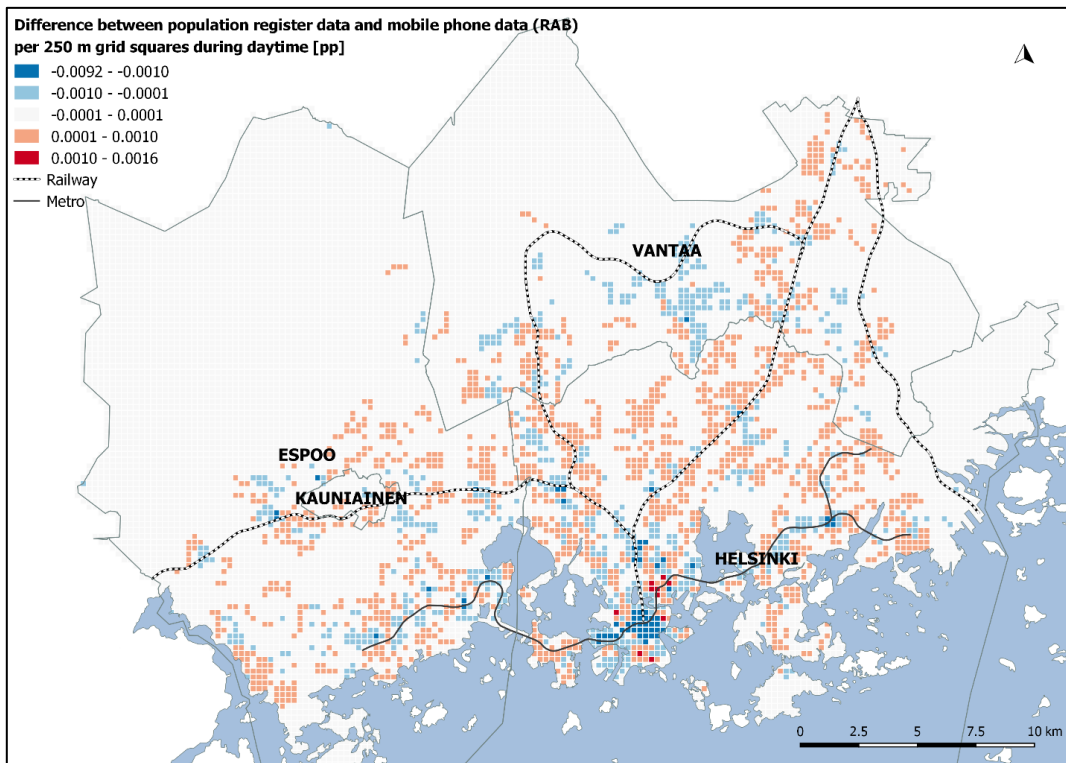 Difference between population register data and mobile phone data (RAB)
per 250 m grid squares during daytime [pp]
-0.0092 - -0.0010
-0.0010 - -0.0001
-0.0001 - 0.0001
0.0001 - 0.0010
0.0010 - 0.0016
Railway
Metro
VANTAA
ESPOO
KAUNIAINEN
HELSINKI
0 2.5 5 7.5 10 km